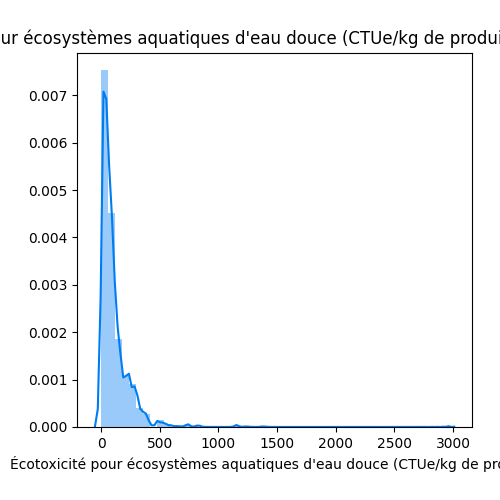 ur écosystèmes aquatiques d'eau douce (CTUe/kg de produi
0.007
0.006
0.005
0.004
0.003
0.002
0.001
0.000
0 500 1000 1500 2000 2500 3000
Écotoxicité pour écosystèmes aquatiques d'eau douce (CTUe/kg de pro